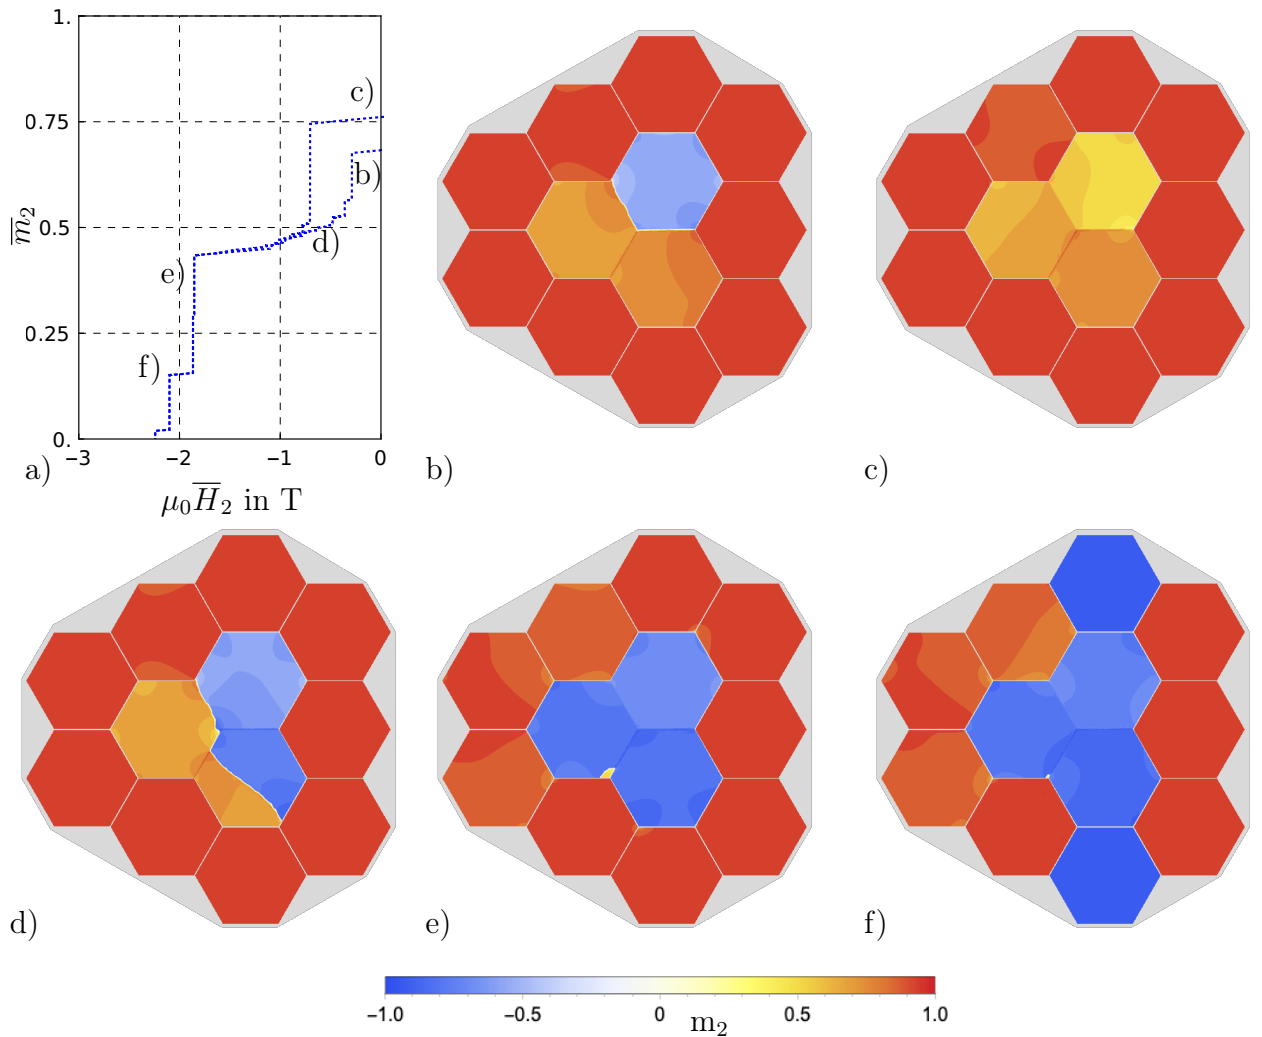 1.
c)
0.75
b)
m̅₂
0.5
d)
e)
0.25
f)
0.
a)
−3 −2 −1 0
μ₀H̅₂ in T
b)
c)
d)
e)
f)
−1.0 −0.5 0 0.5 1.0
m₂